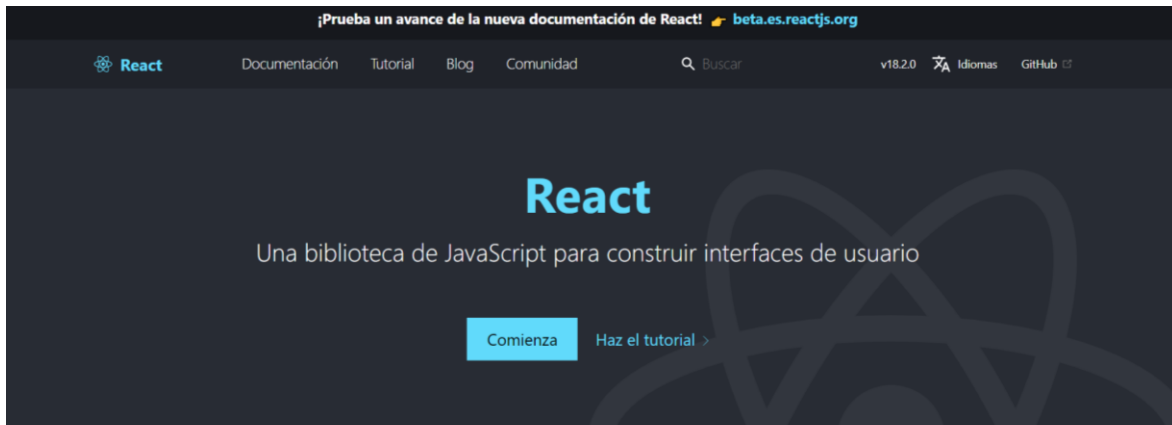 ¡Prueba un avance de la nueva documentación de React! 👉 beta.es.reactjs.org
React Documentación Tutorial Blog Comunidad Buscar v18.2.0 Idiomas GitHub
React
Una biblioteca de JavaScript para construir interfaces de usuario
Comienza Haz el tutorial >